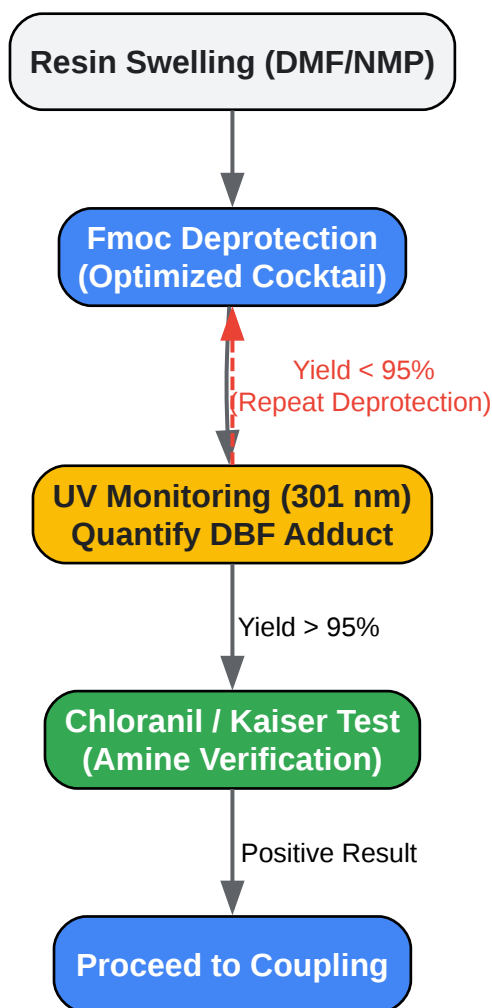 Resin Swelling (DMF/NMP)
Fmoc Deprotection
(Optimized Cocktail)
Yield < 95%
(Repeat Deprotection)
UV Monitoring (301 nm)
Quantify DBF Adduct
Yield > 95%
Chloranil / Kaiser Test
(Amine Verification)
Positive Result
Proceed to Coupling